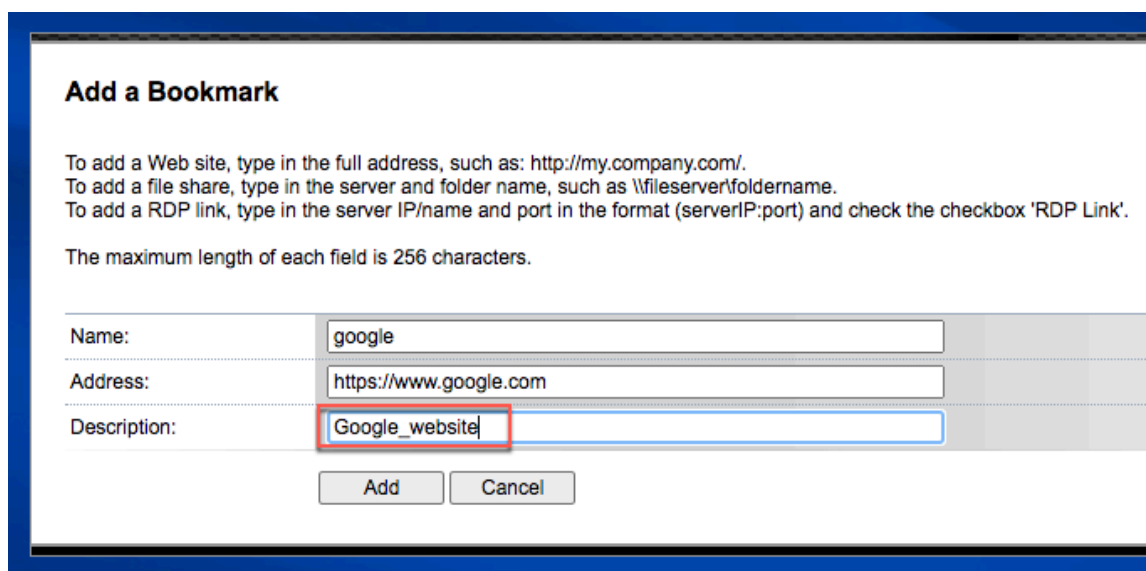 Add a Bookmark
To add a Web site, type in the full address, such as: http://my.company.com/.
To add a file share, type in the server and folder name, such as \\fileserver\foldername.
To add a RDP link, type in the server IP/name and port in the format (serverIP:port) and check the checkbox 'RDP Link'.
The maximum length of each field is 256 characters.
Name: google
Address: https://www.google.com
Description: Google_website
Add Cancel